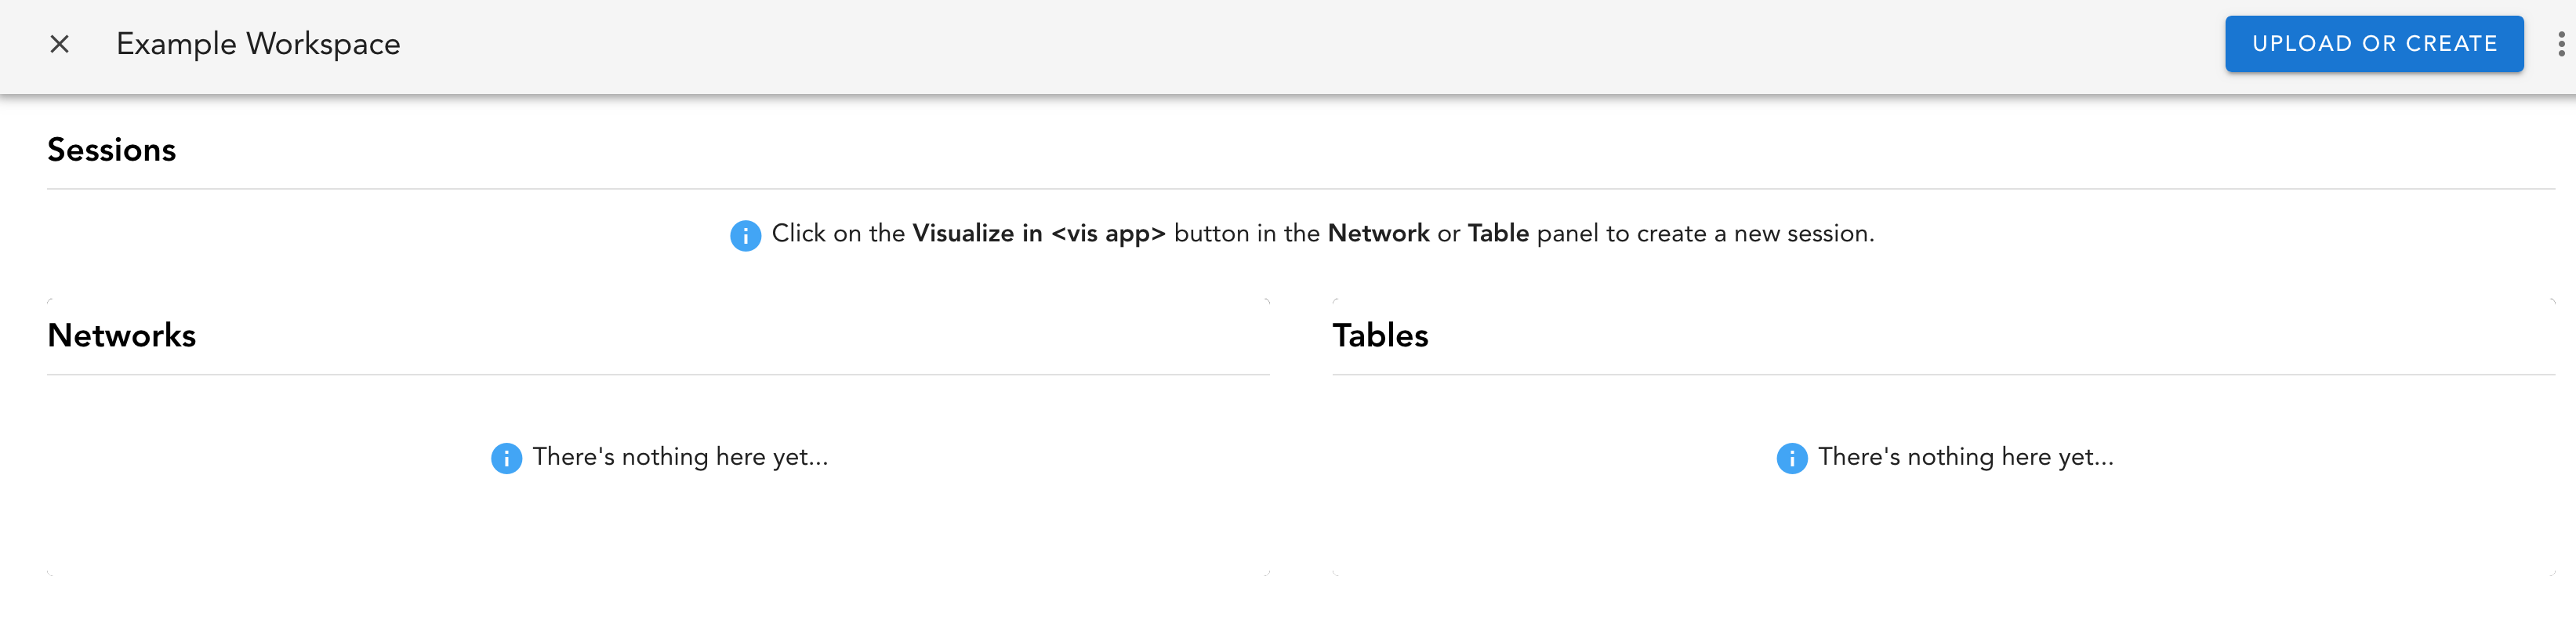 Example Workspace
UPLOAD OR CREATE
Sessions
Click on the Visualize in <vis app> button in the Network or Table panel to create a new session.
Networks
Tables
There's nothing here yet...
There's nothing here yet...